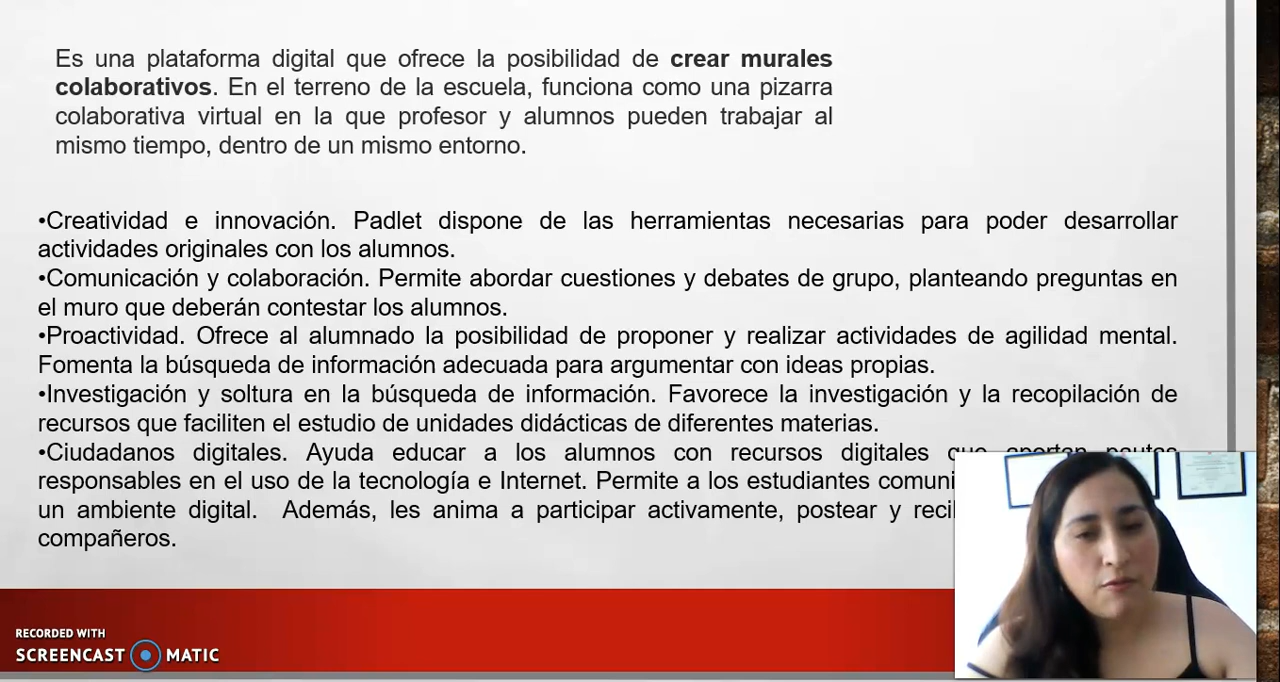 Es una plataforma digital que ofrece la posibilidad de crear murales
colaborativos. En el terreno de la escuela, funciona como una pizarra
colaborativa virtual en la que profesor y alumnos pueden trabajar al
mismo tiempo, dentro de un mismo entorno.
•Creatividad e innovación. Padlet dispone de las herramientas necesarias para poder desarrollar
actividades originales con los alumnos.
•Comunicación y colaboración. Permite abordar cuestiones y debates de grupo, planteando preguntas en
el muro que deberán contestar los alumnos.
•Proactividad. Ofrece al alumnado la posibilidad de proponer y realizar actividades de agilidad mental.
Fomenta la búsqueda de información adecuada para argumentar con ideas propias.
•Investigación y soltura en la búsqueda de información. Favorece la investigación y la recopilación de
recursos que faciliten el estudio de unidades didácticas de diferentes materias.
•Ciudadanos digitales. Ayuda educar a los alumnos con recursos digitales que aportan pautas
responsables en el uso de la tecnología e Internet. Permite a los estudiantes
un ambiente digital. Además, les anima a participar activamente, postear y
compañeros.
RECORDED WITH
SCREENCAST MATIC